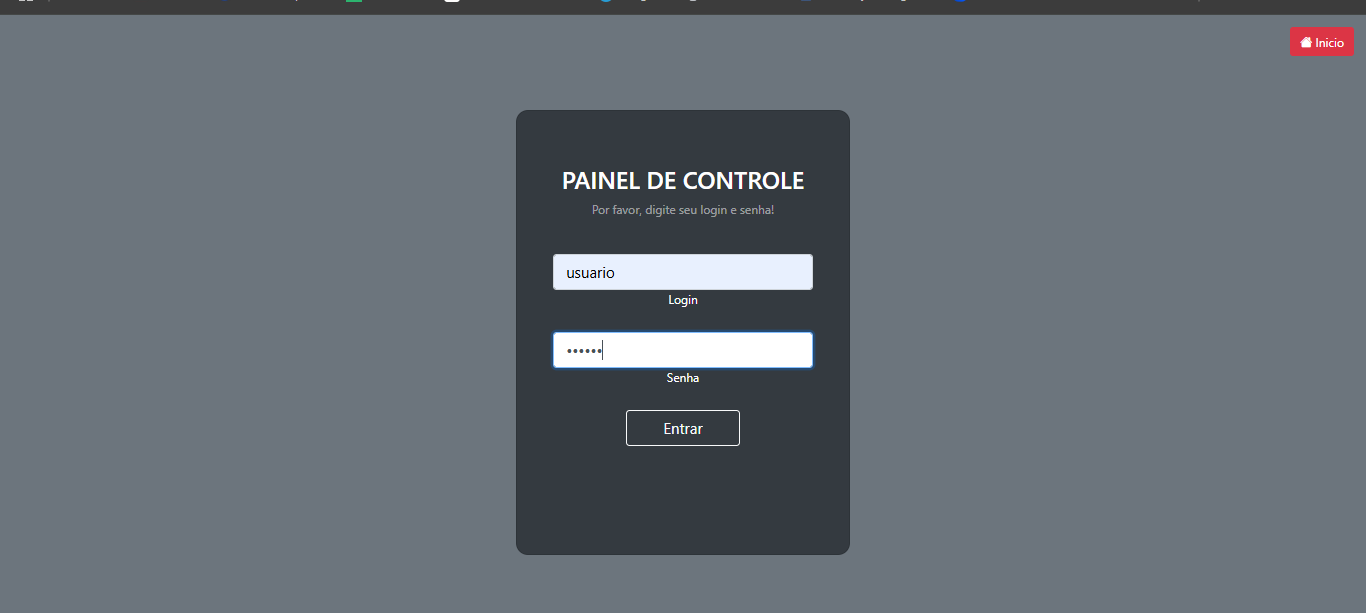 Inicio
PAINEL DE CONTROLE
Por favor, digite seu login e senha!
usuario
Login
••••••
Senha
Entrar